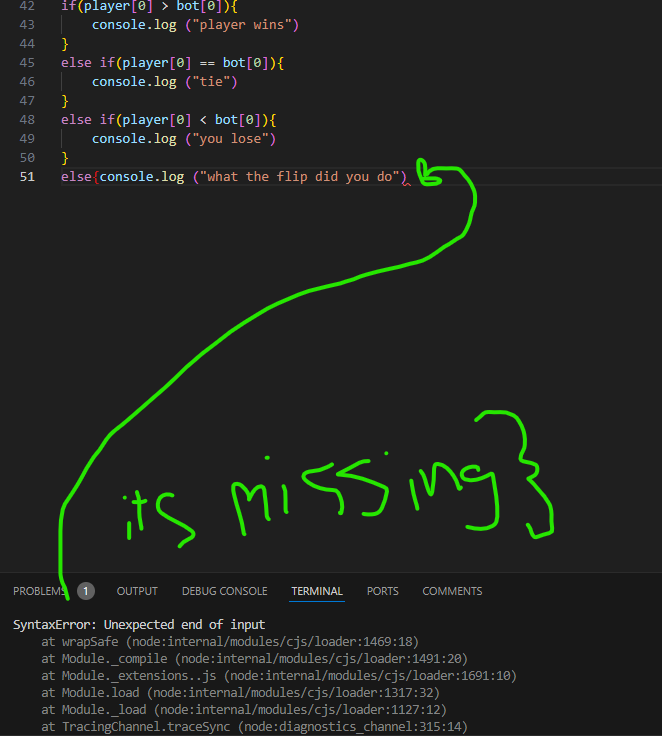 42 if(player[0] > bot[0]){
43 console.log ("player wins")
44 }
45 else if(player[0] == bot[0]){
46 console.log ("tie")
47 }
48 else if(player[0] < bot[0]){
49 console.log ("you lose")
50 }
51 else{console.log ("what the flip did you do")
its missing }
PROBLEMS 1 OUTPUT DEBUG CONSOLE TERMINAL PORTS COMMENTS
SyntaxError: Unexpected end of input
at wrapSafe (node:internal/modules/cjs/loader:1469:18)
at Module._compile (node:internal/modules/cjs/loader:1491:20)
at Module._extensions..js (node:internal/modules/cjs/loader:1691:10)
at Module.load (node:internal/modules/cjs/loader:1317:32)
at Module._load (node:internal/modules/cjs/loader:1127:12)
at TracingChannel.traceSync (node:diagnostics_channel:315:14)